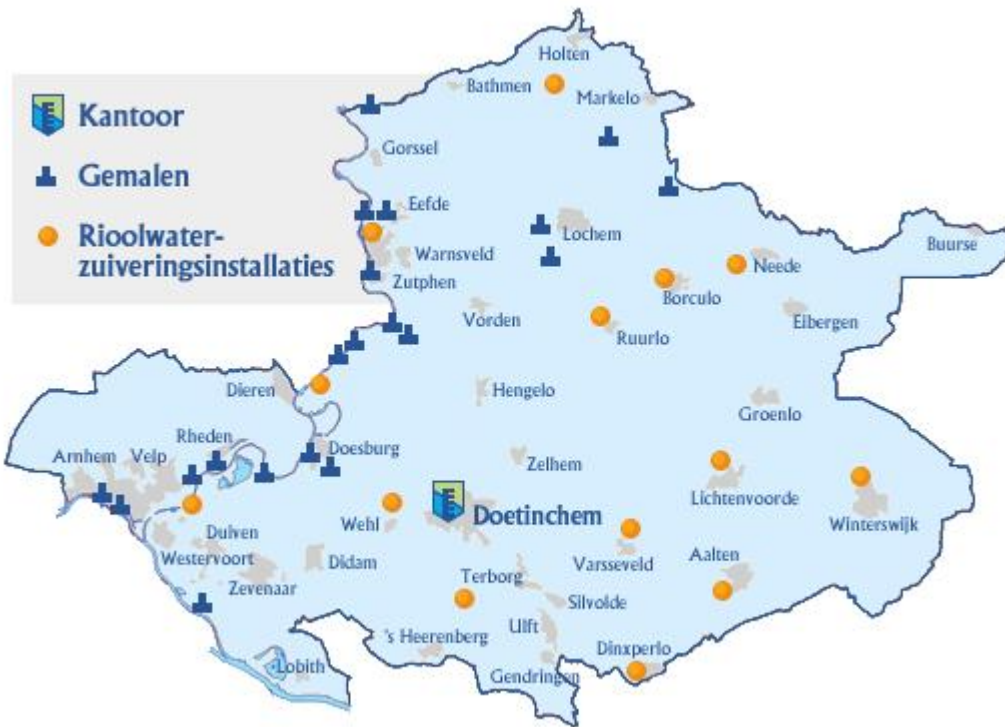 Holten
Bathmen
Markelo
Kantoor
Gorssel
Gemalen
Eefde
Lochem
Rioolwater-
zuiveringsinstallaties
Warnsveld
Buurse
Neede
Zutphen
Borculo
Vorden
Eibergen
Ruurlo
Dieren
Hengelo
Groenlo
Rheden
Doesburg
Arnhem
Velp
Zelhem
Lichtenvoorde
Winterswijk
Doetinchem
Wehl
Duiven
Westervoort
Didam
Varsseveld
Aalten
Zevenaar
Terborg
Silvolde
Ulft
's Heerenberg
Dinxperlo
Lobith
Gendringen